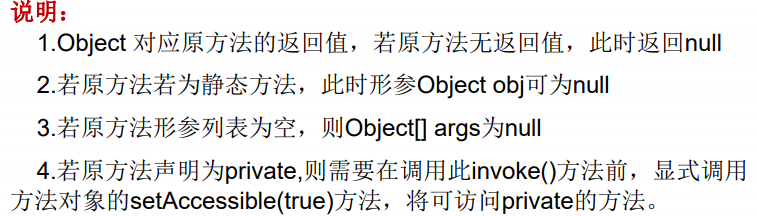 说明：
1.Object 对应原方法的返回值，若原方法无返回值，此时返回null
2.若原方法若为静态方法，此时形参Object obj可为null
3.若原方法形参列表为空，则Object[] args为null
4.若原方法声明为private,则需要在调用此invoke()方法前，显式调用
方法对象的setAccessible(true)方法，将可访问private的方法。